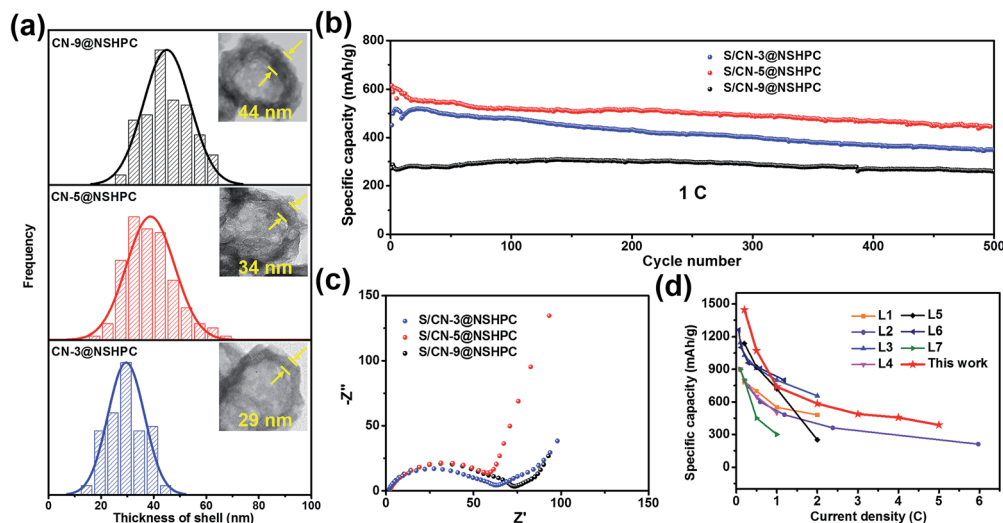 (a)
CN-9@NSHPC
44 nm
CN-5@NSHPC
34 nm
CN-3@NSHPC
29 nm
Frequency
0 20 40 60 80 100
Thickness of shell (nm)
(b)
800
600
400
200
0
Specific capacity (mAh/g)
S/CN-3@NSHPC
S/CN-5@NSHPC
S/CN-9@NSHPC
1 C
0 100 200 300 400 500
Cycle number
(c)
150
100
50
0
-Z''
S/CN-3@NSHPC
S/CN-5@NSHPC
S/CN-9@NSHPC
0 25 50 75 100 125 150
Z'
(d)
1500
1200
900
600
300
0
Specific capacity (mAh/g)
L1 L5
L2 L6
L3 L7
L4 This work
0 1 2 3 4 5 6
Current density (C)